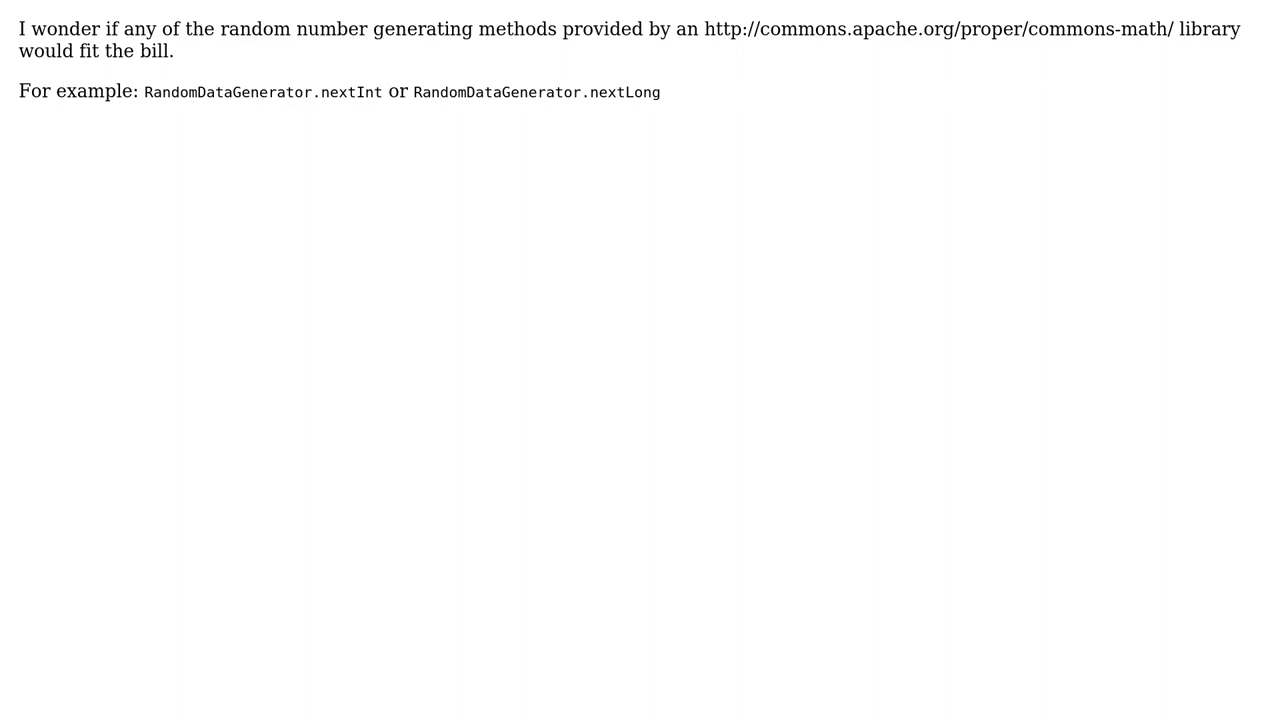 I wonder if any of the random number generating methods provided by an http://commons.apache.org/proper/commons-math/ library
would fit the bill.
For example: RandomDataGenerator.nextInt or RandomDataGenerator.nextLong